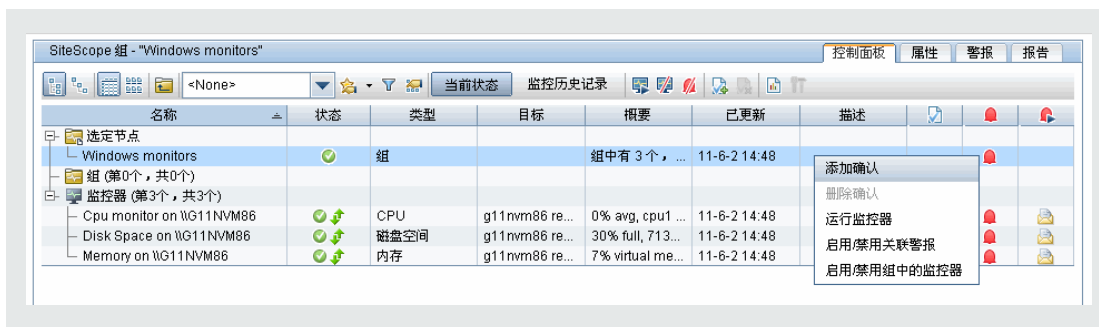 SiteScope 组 - "Windows monitors" 控制面板 属性 警报 报告
<None> 当前状态 监控历史记录
名称 状态 类型 目标 概要 已更新 描述
选定节点
Windows monitors 组 组中有 3 个， ... 11-6-2 14:48
添加确认
组 (第0个，共0个)
删除确认
监控器 (第3个，共3个)
Cpu monitor on \\G11NVM86 CPU g11nvm86 re... 0% avg, cpu1 ... 11-6-2 14:48
运行监控器
Disk Space on \\G11NVM86 磁盘空间 g11nvm86 re... 30% full, 713... 11-6-2 14:48
启用/禁用关联警报
Memory on \\G11NVM86 内存 g11nvm86 re... 7% virtual me... 11-6-2 14:48
启用/禁用组中的监控器